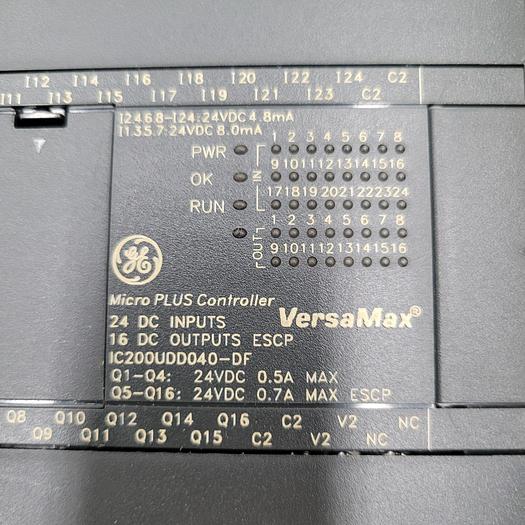 I12 I14 I16 I18 I20 I22 I24 C2
I11 I13 I15 I17 I19 I21 I23 C2
I2468-I24:24VDC 4.8mA
I1.3.5.7:24VDC 8.0mA
1 2 3 4 5 6 7 8
PWR
9 10 11 12 13 14 15 16
OK
IN
17 18 19 20 21 22 23 24
RUN
1 2 3 4 5 6 7 8
OUT
9 10 11 12 13 14 15 16
GE
Micro PLUS Controller
VersaMax®
24 DC INPUTS
16 DC OUTPUTS ESCP
IC200UDD040-DF
Q1-Q4: 24VDC 0.5A MAX
Q5-Q16: 24VDC 0.7A MAX ESCP
Q8 Q10 Q12 Q14 Q16 C2 V2 NC
Q9 Q11 Q13 Q15 C2 V2 NC